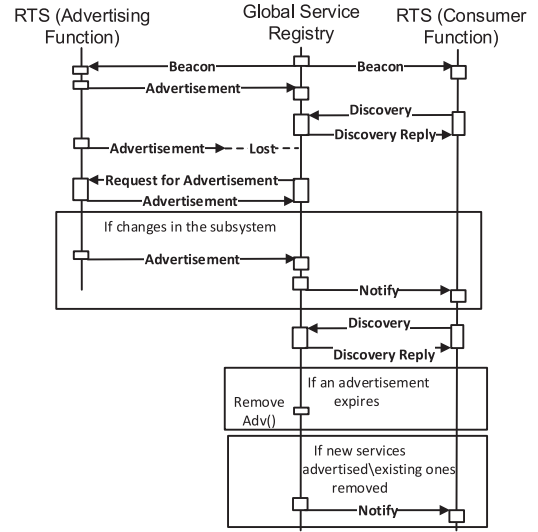 RTS (Advertising
Function)
Global Service
Registry
RTS (Consumer
Function)
Beacon
Beacon
Advertisement
Discovery
Discovery Reply
Advertisement
Lost
Request for Advertisement
Advertisement
If changes in the subsystem
Advertisement
Notify
Discovery
Discovery Reply
If an advertisement
expires
Remove
Adv()
If new services
advertised\existing ones
removed
Notify